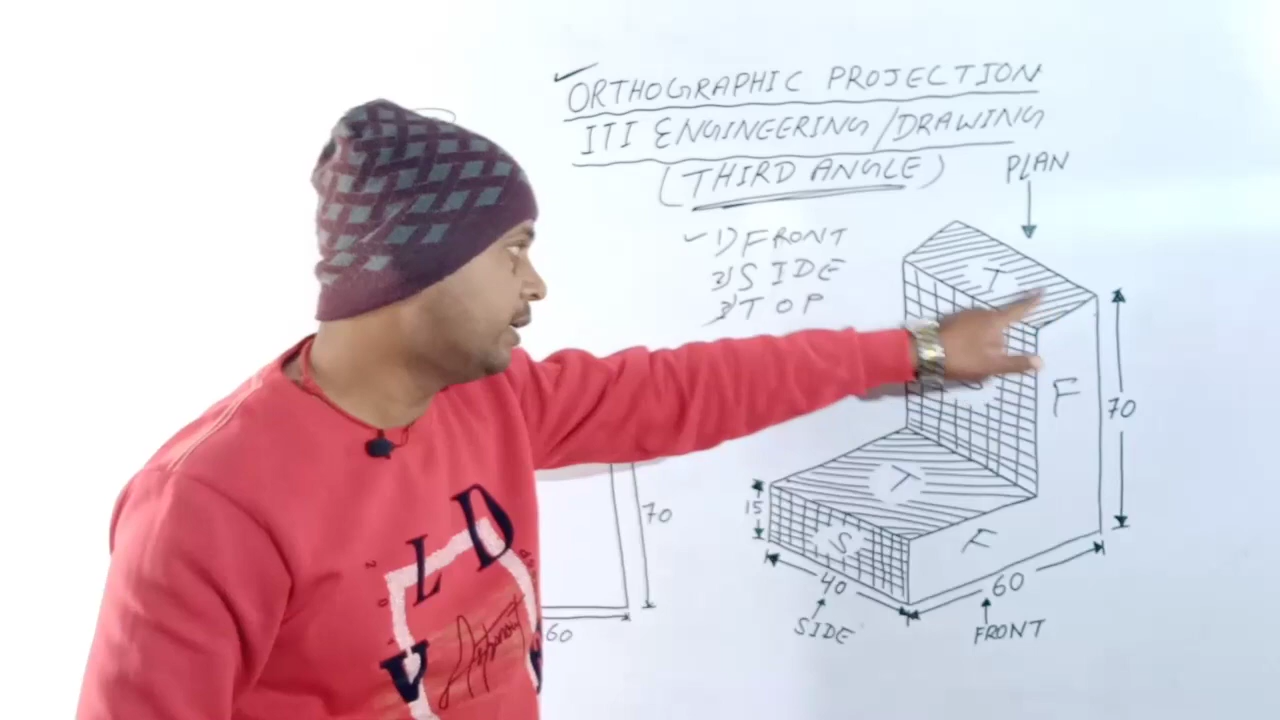 ORTHOGRAPHIC PROJECTION
ITI ENGINEERING/DRAWING
(THIRD ANGLE)
PLAN
1) FRONT
2) SIDE
3) TOP
T
F
70
T
15
S
F
40
60
SIDE
FRONT
70
60
L D
V